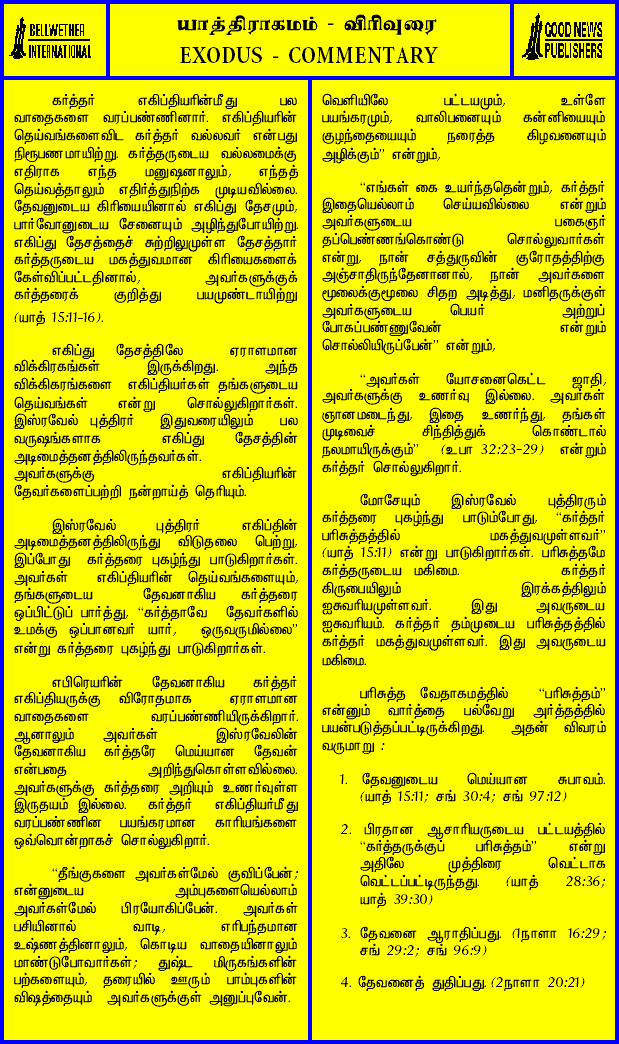 BELLWETHER
INTERNATIONAL
யாத்திராகமம் - விரிவுரை
EXODUS - COMMENTARY
GOOD NEWS
PUBLISHERS
கர்த்தர் எகிப்தியரின்மீது பல
வாதைகளை வரப்பண்ணினார். எகிப்தியரின்
தெய்வங்களைவிட கர்த்தர் வல்லவர் என்பது
நிரூபணமாயிற்று. கர்த்தருடைய வல்லமைக்கு
எதிராக எந்த மனுஷனாலும், எந்தத்
தெய்வத்தாலும் எதிர்த்துநிற்க முடியவில்லை.
தேவனுடைய கிரியையினால் எகிப்து தேசமும்,
பார்வோனுடைய சேனையும் அழிந்துபோயிற்று.
எகிப்து தேசத்தைச் சுற்றிலுமுள்ள தேசத்தார்
கர்த்தருடைய மகத்துவமான கிரியைகளைக்
கேள்விப்பட்டதினால், அவர்களுக்குக்
கர்த்தரைக் குறித்து பயமுண்டாயிற்று
(யாத் 15:11-16).
எகிப்து தேசத்திலே ஏராளமான
விக்கிரகங்கள் இருக்கிறது. அந்த
விக்கிகரங்களை எகிப்தியர்கள் தங்களுடைய
தெய்வங்கள் என்று சொல்லுகிறார்கள்.
இஸ்ரவேல் புத்திரர் இதுவரையிலும் பல
வருஷங்களாக எகிப்து தேசத்தின்
அடிமைத்தனத்திலிருந்தவர்கள்.
அவர்களுக்கு எகிப்தியரின்
தேவர்களைப்பற்றி நன்றாய்த் தெரியும்.
இஸ்ரவேல் புத்திரர் எகிப்தின்
அடிமைத்தனத்திலிருந்து விடுதலை பெற்று,
இப்போது கர்த்தரை புகழ்ந்து பாடுகிறார்கள்.
அவர்கள் எகிப்தியரின் தெய்வங்களையும்,
தங்களுடைய தேவனாகிய கர்த்தரை
ஒப்பிட்டுப் பார்த்து, "கர்த்தாவே தேவர்களில்
உமக்கு ஒப்பானவர் யார், ஒருவருமில்லை"
என்று கர்த்தரை புகழ்ந்து பாடுகிறார்கள்.
எபிரெயரின் தேவனாகிய கர்த்தர்
எகிப்தியருக்கு விரோதமாக ஏராளமான
வாதைகளை வரப்பண்ணியிருக்கிறார்.
ஆனாலும் அவர்கள் இஸ்ரவேலின்
தேவனாகிய கர்த்தரே மெய்யான தேவன்
என்பதை அறிந்துகொள்ளவில்லை.
அவர்களுக்கு கர்த்தரை அறியும் உணர்வுள்ள
இருதயம் இல்லை. கர்த்தர் எகிப்தியர்மீது
வரப்பண்ணின பயங்கரமான காரியங்களை
ஒவ்வொன்றாகச் சொல்லுகிறார்.
"தீங்குகளை அவர்கள்மேல் குவிப்பேன்;
என்னுடைய அம்புகளையெல்லாம்
அவர்கள்மேல் பிரயோகிப்பேன். அவர்கள்
பசியினால் வாடி, எரிபந்தமான
உஷ்ணத்தினாலும், கொடிய வாதையினாலும்
மாண்டுபோவார்கள்; துஷ்ட மிருகங்களின்
பற்களையும், தரையில் ஊரும் பாம்புகளின்
விஷத்தையும் அவர்களுக்குள் அனுப்புவேன்.
வெளியிலே பட்டயமும், உள்ளே
பயங்கரமும், வாலிபனையும் கன்னியையும்
குழந்தையையும் நரைத்த கிழவனையும்
அழிக்கும்" என்றும்,
"எங்கள் கை உயர்ந்ததென்றும், கர்த்தர்
இதையெல்லாம் செய்யவில்லை என்றும்
அவர்களுடைய பகைஞர்
தப்பெண்ணங்கொண்டு சொல்லுவார்கள்
என்று, நான் சத்துருவின் குரோதத்திற்கு
அஞ்சாதிருந்தேனானால், நான் அவர்களை
மூலைக்குமூலை சிதற அடித்து, மனிதருக்குள்
அவர்களுடைய பெயர் அற்றுப்
போகப்பண்ணுவேன் என்றும்
சொல்லியிருப்பேன்" என்றும்,
"அவர்கள் யோசனைகெட்ட ஜாதி,
அவர்களுக்கு உணர்வு இல்லை. அவர்கள்
ஞானமடைந்து, இதை உணர்ந்து, தங்கள்
முடிவைச் சிந்தித்துக் கொண்டால்
நலமாயிருக்கும்" (உபா 32:23-29) என்றும்
கர்த்தர் சொல்லுகிறார்.
மோசேயும் இஸ்ரவேல் புத்திரரும்
கர்த்தரை புகழ்ந்து பாடும்போது, "கர்த்தர்
பரிசுத்தத்தில் மகத்துவமுள்ளவர்"
(யாத் 15:11) என்று பாடுகிறார்கள். பரிசுத்தமே
கர்த்தருடைய மகிமை. கர்த்தர்
கிருபையிலும் இரக்கத்திலும்
ஐசுவரியமுள்ளவர். இது அவருடைய
ஐசுவரியம். கர்த்தர் தம்முடைய பரிசுத்தத்தில்
கர்த்தர் மகத்துவமுள்ளவர். இது அவருடைய
மகிமை.
பரிசுத்த வேதாகமத்தில் "பரிசுத்தம்"
என்னும் வார்த்தை பல்வேறு அர்த்தத்தில்
பயன்படுத்தப்பட்டிருக்கிறது. அதன் விவரம்
வருமாறு :
1. தேவனுடைய மெய்யான சுபாவம்.
(யாத் 15:11; சங் 30:4; சங் 97:12)
2. பிரதான ஆசாரியருடைய பட்டயத்தில்
"கர்த்தருக்குப் பரிசுத்தம்" என்று
அதிலே முத்திரை வெட்டாக
வெட்டப்பட்டிருந்தது. (யாத் 28:36;
யாத் 39:30)
3. தேவனை ஆராதிப்பது. (1நாளா 16:29;
சங் 29:2; சங் 96:9)
4. தேவனைத் துதிப்பது. (2நாளா 20:21)